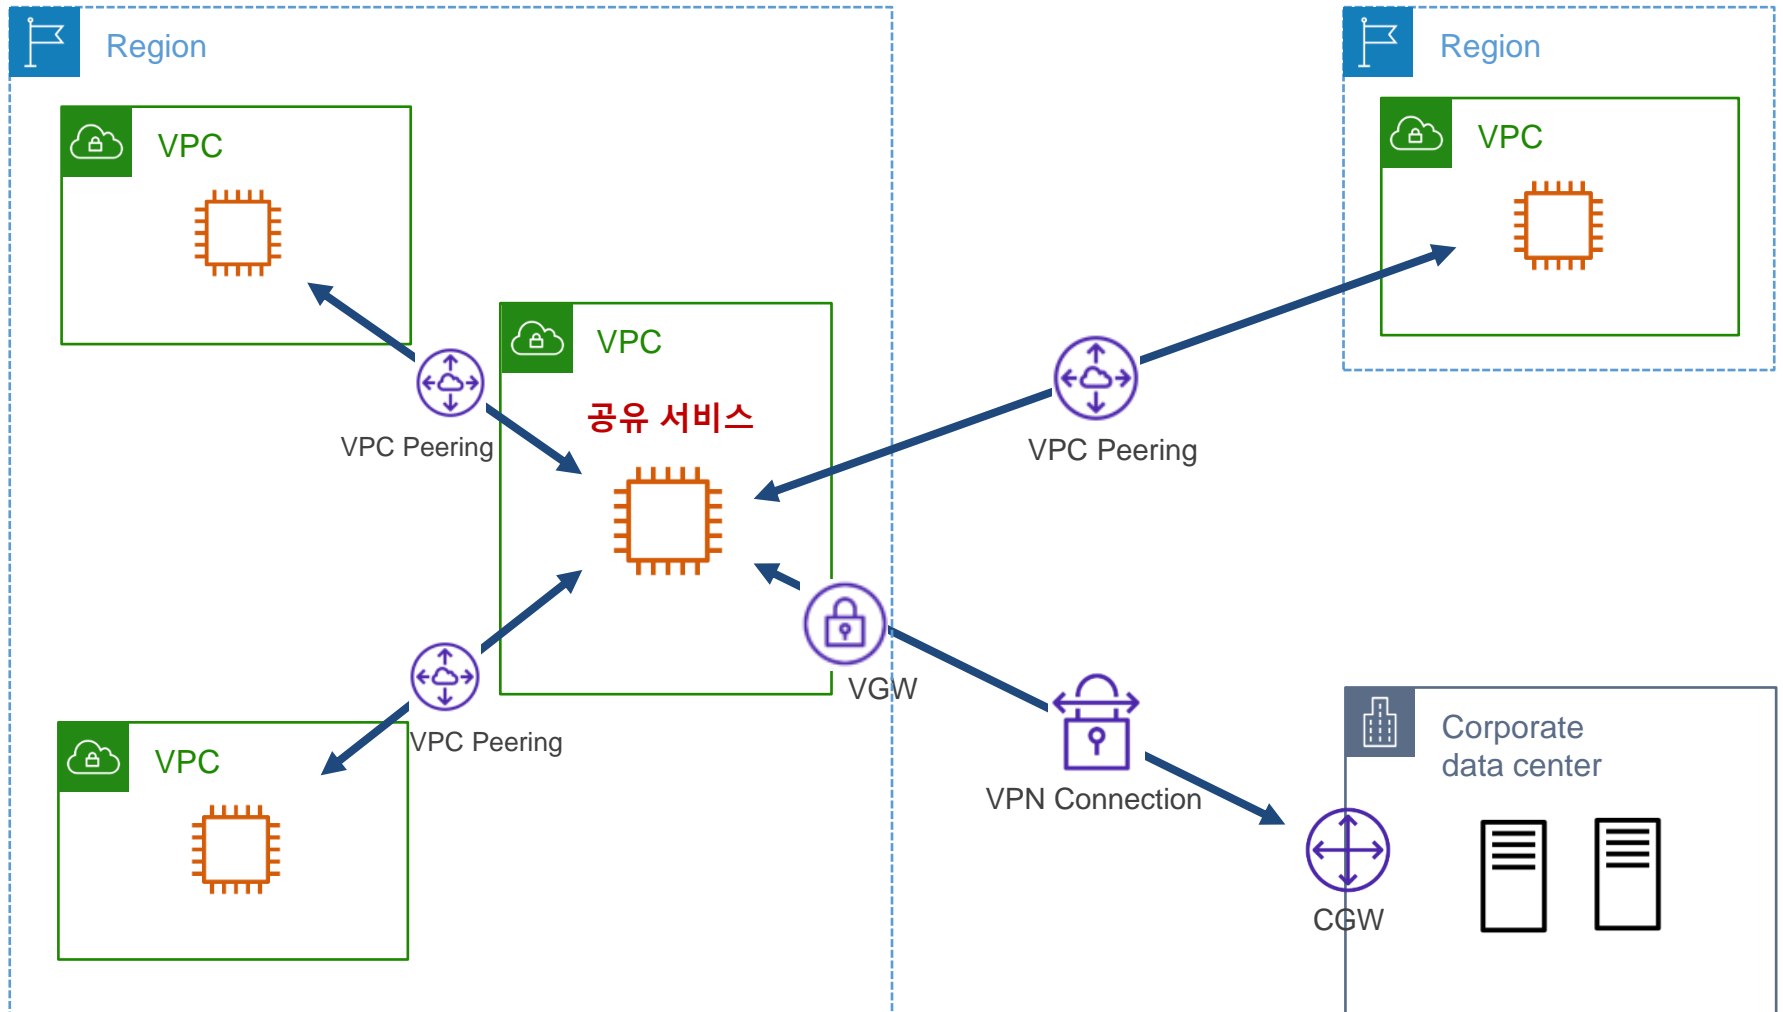 Region
Region
VPC
VPC
VPC
공유 서비스
VPC Peering
VPC Peering
VGW
VPC Peering
VPC
VPN Connection
Corporate
data center
CGW